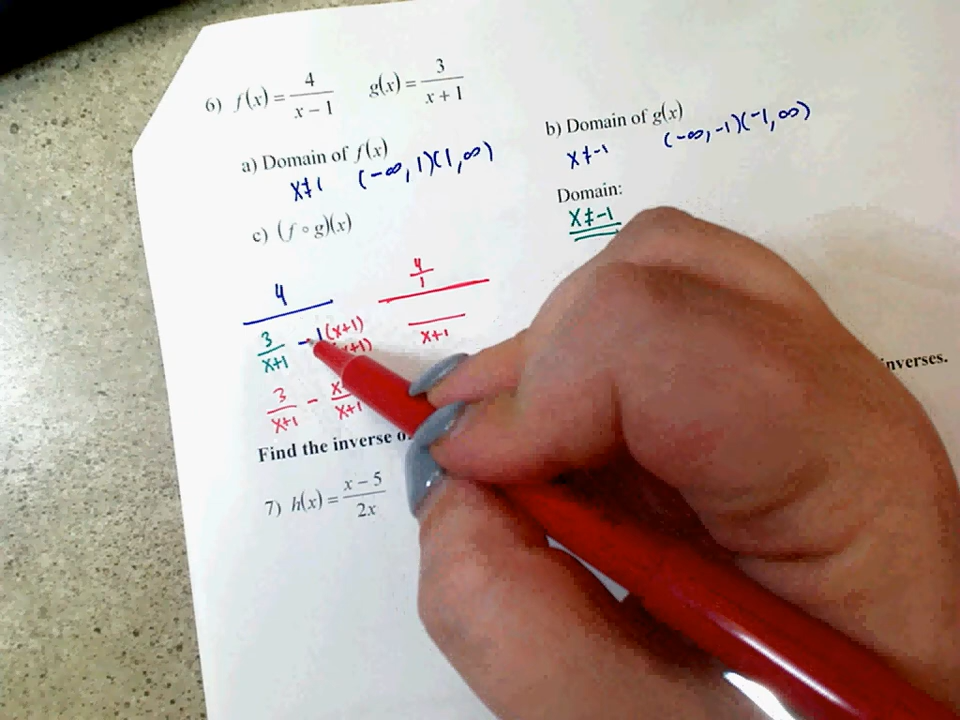 6) f(x) = 4/(x − 1) g(x) = 3/(x + 1)
a) Domain of f(x) b) Domain of g(x)
x≠1 (-∞, 1)(1, ∞) x≠-1 (-∞, -1)(-1, ∞)
c) (f ∘ g)(x) Domain:
x≠-1
4 4/1
3/(x+1) - 1 (x+1) x+1
3/(x+1) - x+1
Find the inverse inverses.
7) h(x) = (x − 5)/2x